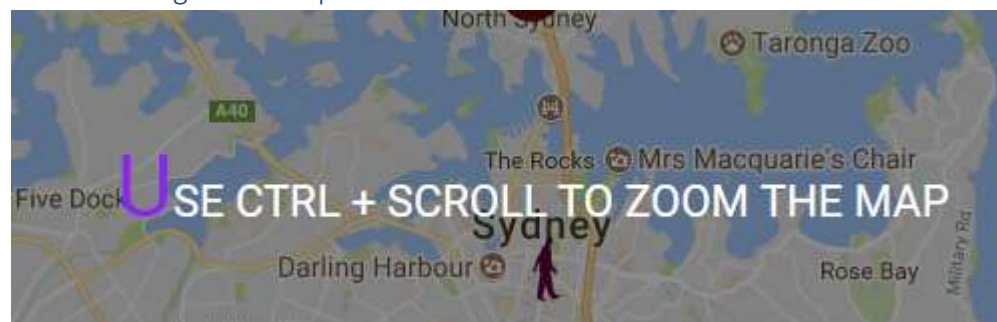 North Sydney
Taronga Zoo
A40
The Rocks Mrs Macquarie's Chair
Five Dock
USE CTRL + SCROLL TO ZOOM THE MAP
Sydney
Military Rd
Darling Harbour
Rose Bay